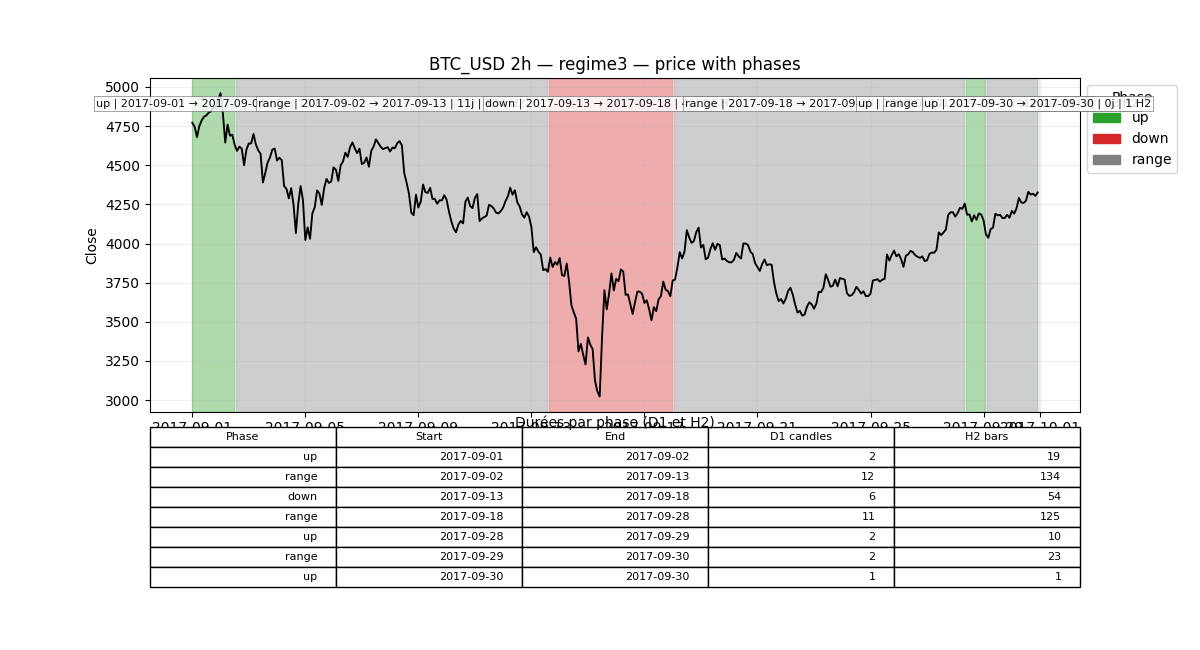 BTC_USD 2h — regime3 — price with phases
5000
4750
4500
4250
4000
3750
3500
3250
3000
Close
up | 2017-09-01 → 2017-09-0
range | 2017-09-02 → 2017-09-13 | 11j |
down | 2017-09-13 → 2017-09-18 |
range | 2017-09-18 → 2017-09
up |
range |
up | 2017-09-30 → 2017-09-30 | 0j | 1 H2
Phase
up
down
range
2017-09-01
2017-09-05
2017-09-09
2017-09-21
2017-09-25
2017-10-01
Durées par phase (D1 et H2)
Phase Start End D1 candles H2 bars
up 2017-09-01 2017-09-02 2 19
range 2017-09-02 2017-09-13 12 134
down 2017-09-13 2017-09-18 6 54
range 2017-09-18 2017-09-28 11 125
up 2017-09-28 2017-09-29 2 10
range 2017-09-29 2017-09-30 2 23
up 2017-09-30 2017-09-30 1 1